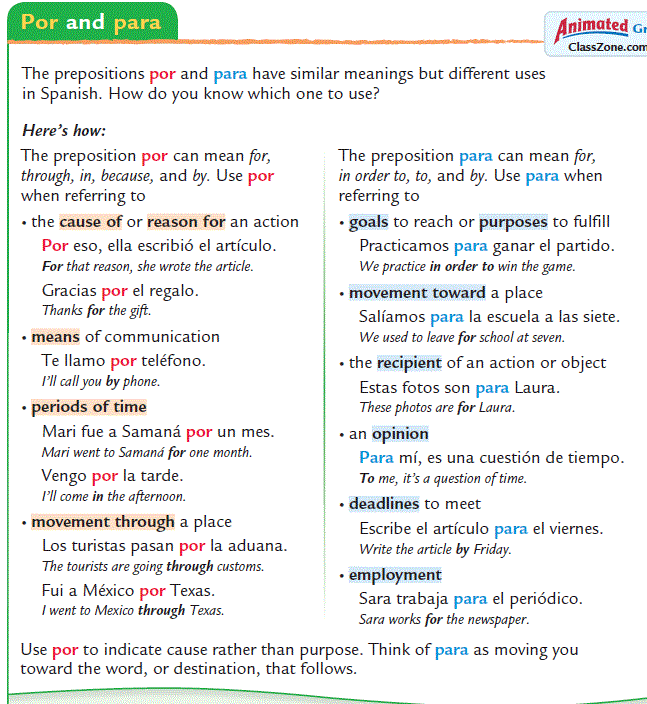 Por and para
Animated
ClassZone.com
The prepositions por and para have similar meanings but different uses
in Spanish. How do you know which one to use?
Here's how:
The preposition por can mean for,
through, in, because, and by. Use por
when referring to
• the cause of or reason for an action
Por eso, ella escribió el artículo.
For that reason, she wrote the article.
Gracias por el regalo.
Thanks for the gift.
• means of communication
Te llamo por teléfono.
I'll call you by phone.
• periods of time
Mari fue a Samaná por un mes.
Mari went to Samaná for one month.
Vengo por la tarde.
I'll come in the afternoon.
• movement through a place
Los turistas pasan por la aduana.
The tourists are going through customs.
Fui a México por Texas.
I went to Mexico through Texas.
The preposition para can mean for,
in order to, to, and by. Use para when
referring to
• goals to reach or purposes to fulfill
Practicamos para ganar el partido.
We practice in order to win the game.
• movement toward a place
Salíamos para la escuela a las siete.
We used to leave for school at seven.
• the recipient of an action or object
Estas fotos son para Laura.
These photos are for Laura.
• an opinion
Para mí, es una cuestión de tiempo.
To me, it's a question of time.
• deadlines to meet
Escribe el artículo para el viernes.
Write the article by Friday.
• employment
Sara trabaja para el periódico.
Sara works for the newspaper.
Use por to indicate cause rather than purpose. Think of para as moving you
toward the word, or destination, that follows.